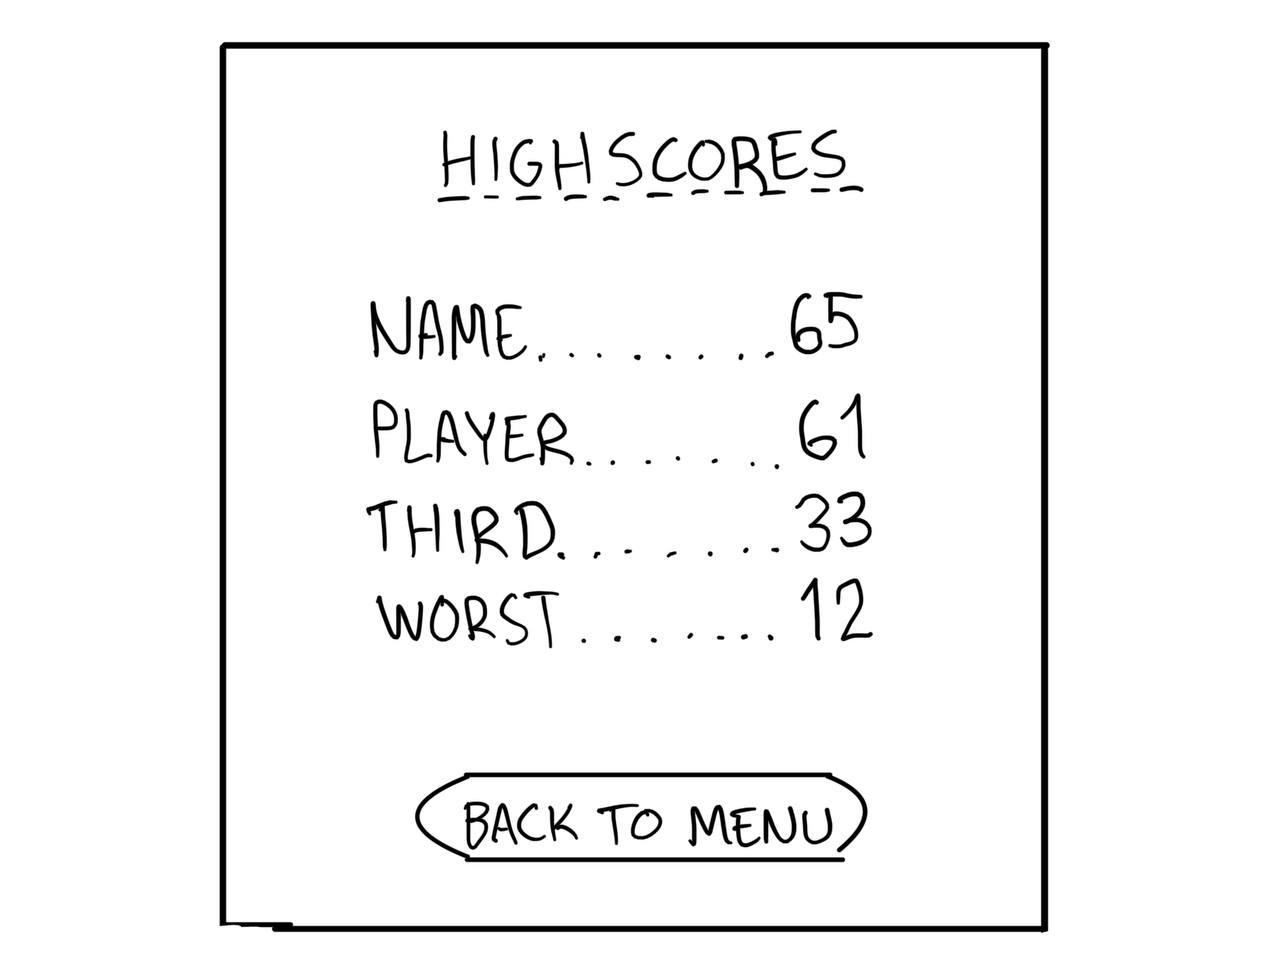 HIGHSCORES
NAME........65
PLAYER.......61
THIRD.......33
WORST.......12
BACK TO MENU